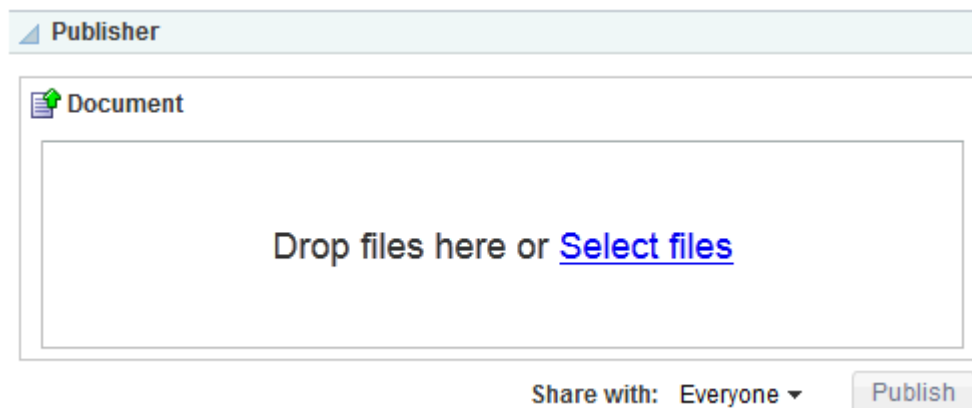 Publisher
Document
Drop files here or Select files
Share with: Everyone
Publish